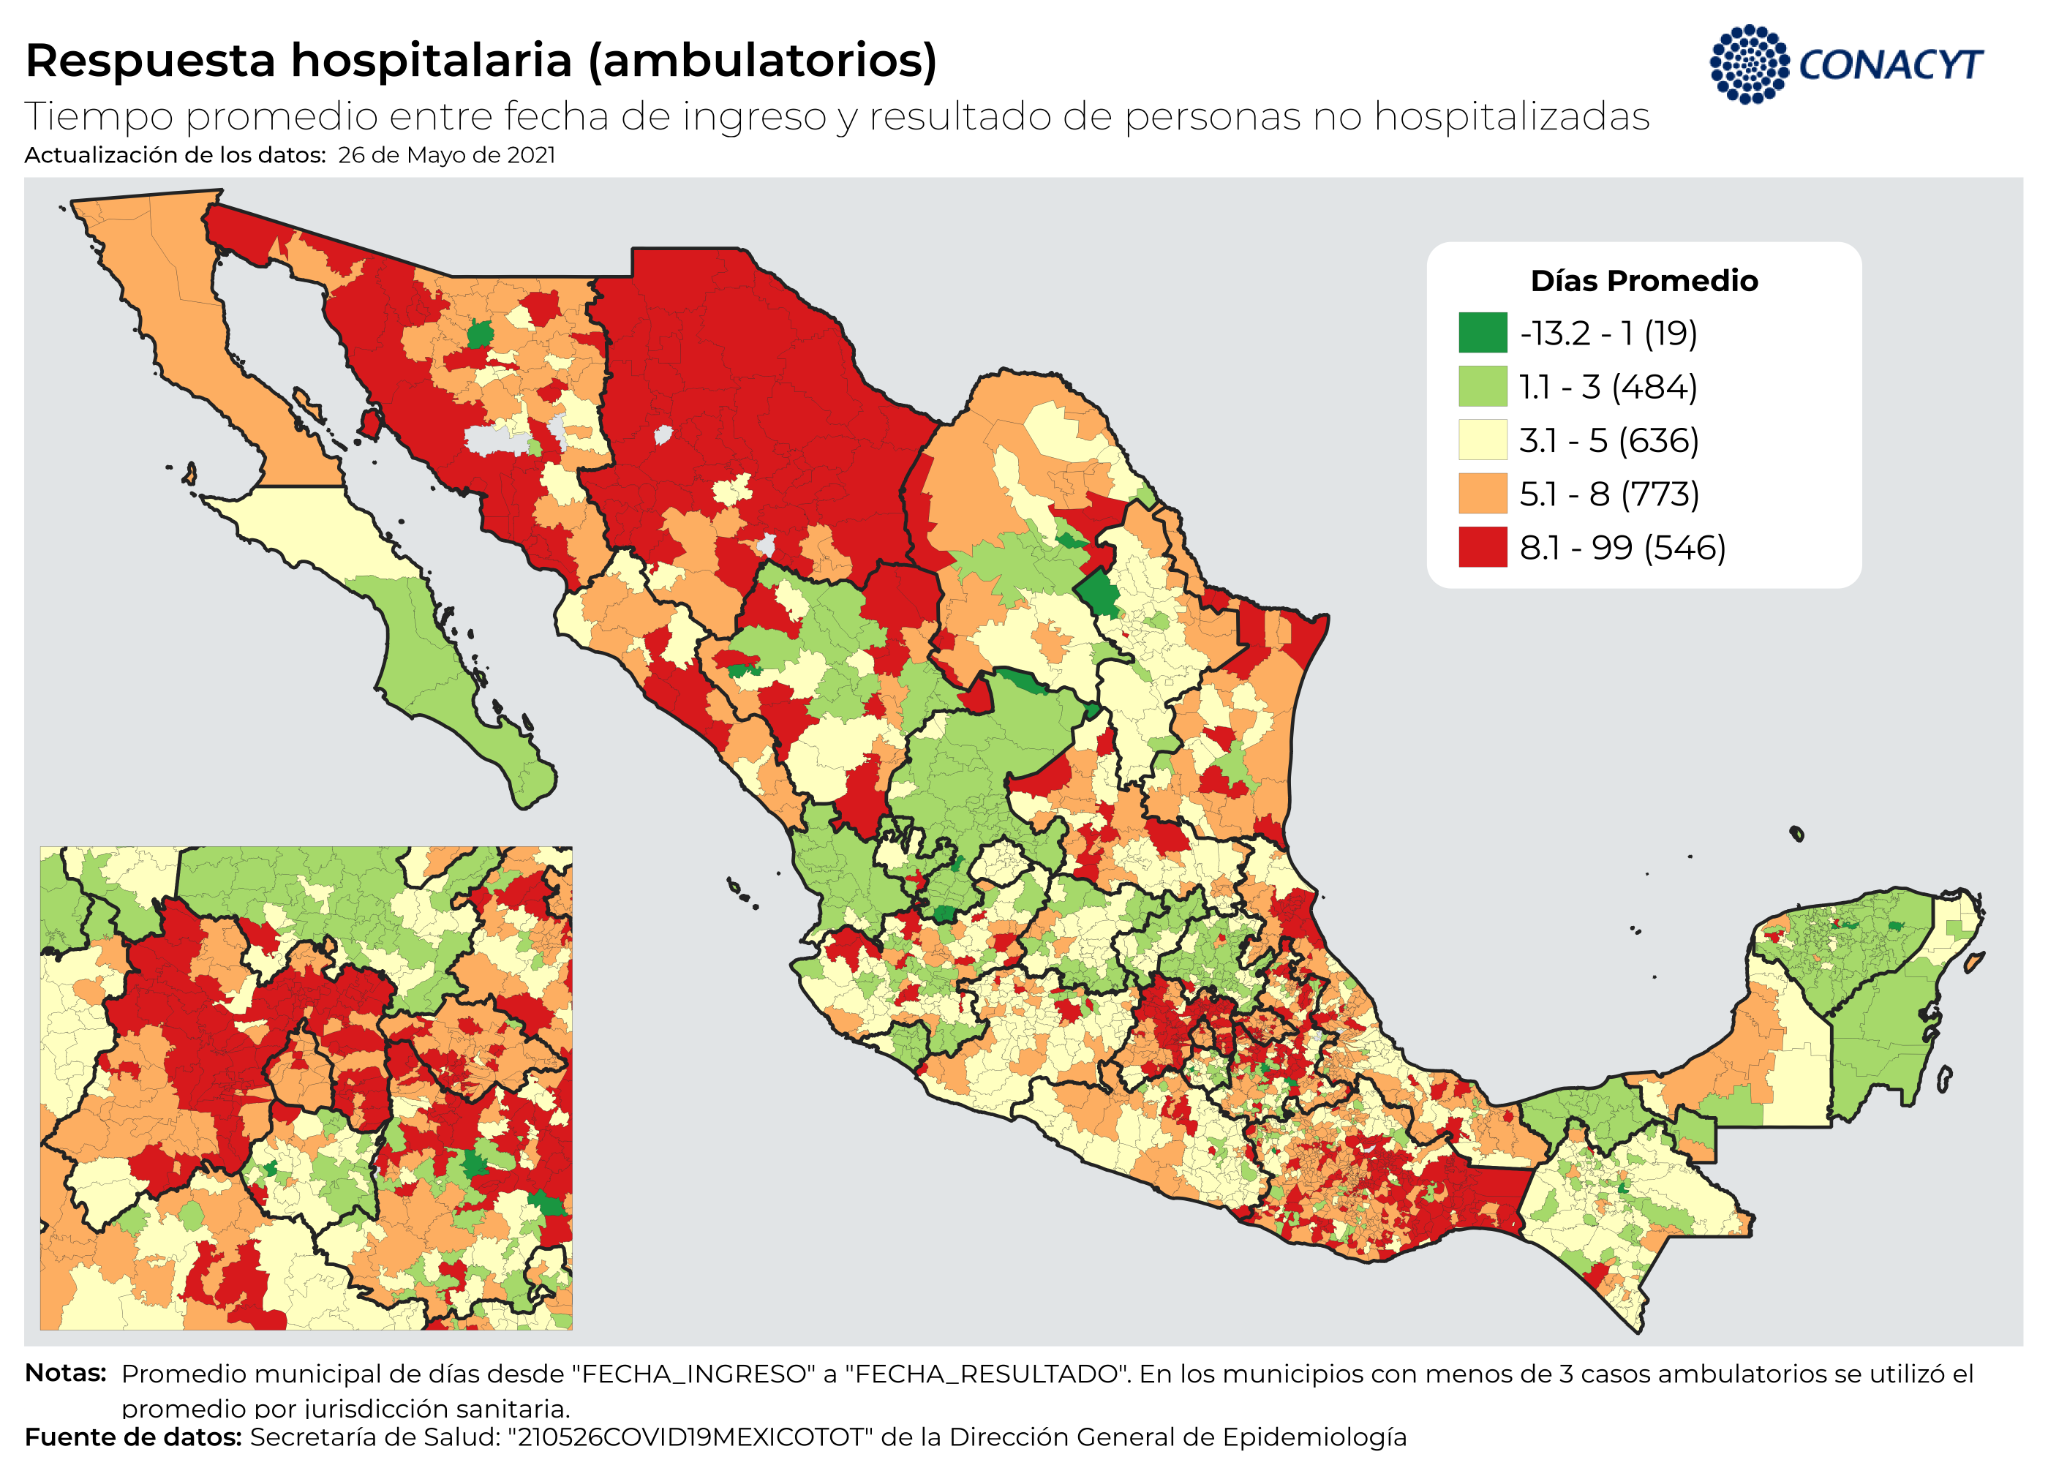 Respuesta hospitalaria (ambulatorios)
CONACYT
Tiempo promedio entre fecha de ingreso y resultado de personas no hospitalizadas
Actualización de los datos: 26 de Mayo de 2021
Días Promedio
-13.2 - 1 (19)
1.1 - 3 (484)
3.1 - 5 (636)
5.1 - 8 (773)
8.1 - 99 (546)
Notas: Promedio municipal de días desde "FECHA_INGRESO" a "FECHA_RESULTADO". En los municipios con menos de 3 casos ambulatorios se utilizó el
promedio por jurisdicción sanitaria.
Fuente de datos: Secretaría de Salud: "210526COVID19MEXICOTOT" de la Dirección General de Epidemiología